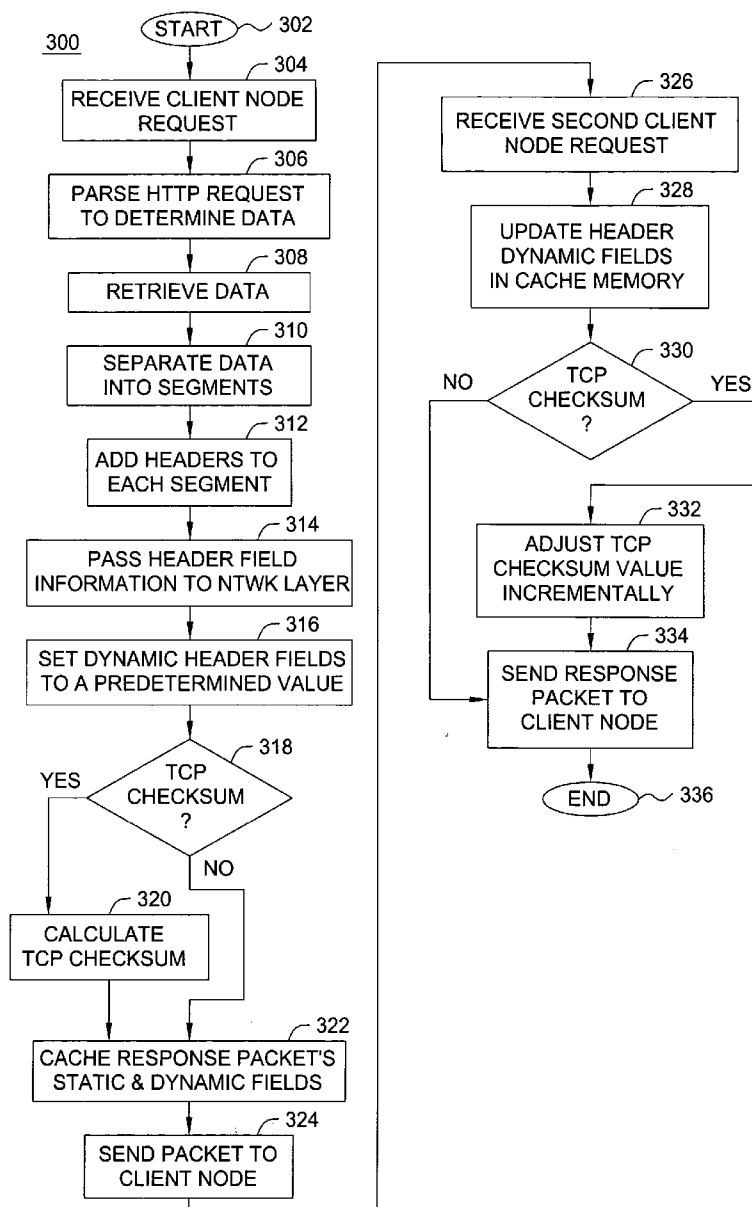 300
START
302
304
RECEIVE CLIENT NODE
REQUEST
306
PARSE HTTP REQUEST
TO DETERMINE DATA
308
RETRIEVE DATA
310
SEPARATE DATA
INTO SEGMENTS
312
ADD HEADERS TO
EACH SEGMENT
314
PASS HEADER FIELD
INFORMATION TO NTWK LAYER
316
SET DYNAMIC HEADER FIELDS
TO A PREDETERMINED VALUE
318
YES
TCP
CHECKSUM
?
NO
320
CALCULATE
TCP CHECKSUM
322
CACHE RESPONSE PACKET'S
STATIC & DYNAMIC FIELDS
324
SEND PACKET TO
CLIENT NODE
326
RECEIVE SECOND CLIENT
NODE REQUEST
328
UPDATE HEADER
DYNAMIC FIELDS
IN CACHE MEMORY
330
NO
TCP
CHECKSUM
?
YES
332
ADJUST TCP
CHECKSUM VALUE
INCREMENTALLY
334
SEND RESPONSE
PACKET TO
CLIENT NODE
END
336